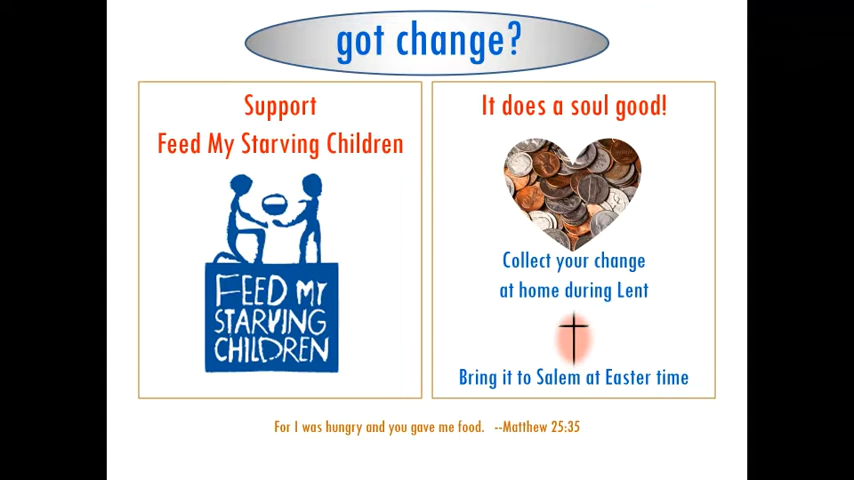 got change?
Support
Feed My Starving Children
FEED MY
STARVING
CHILDREN
It does a soul good!
Collect your change
at home during Lent
Bring it to Salem at Easter time
For I was hungry and you gave me food. --Matthew 25:35